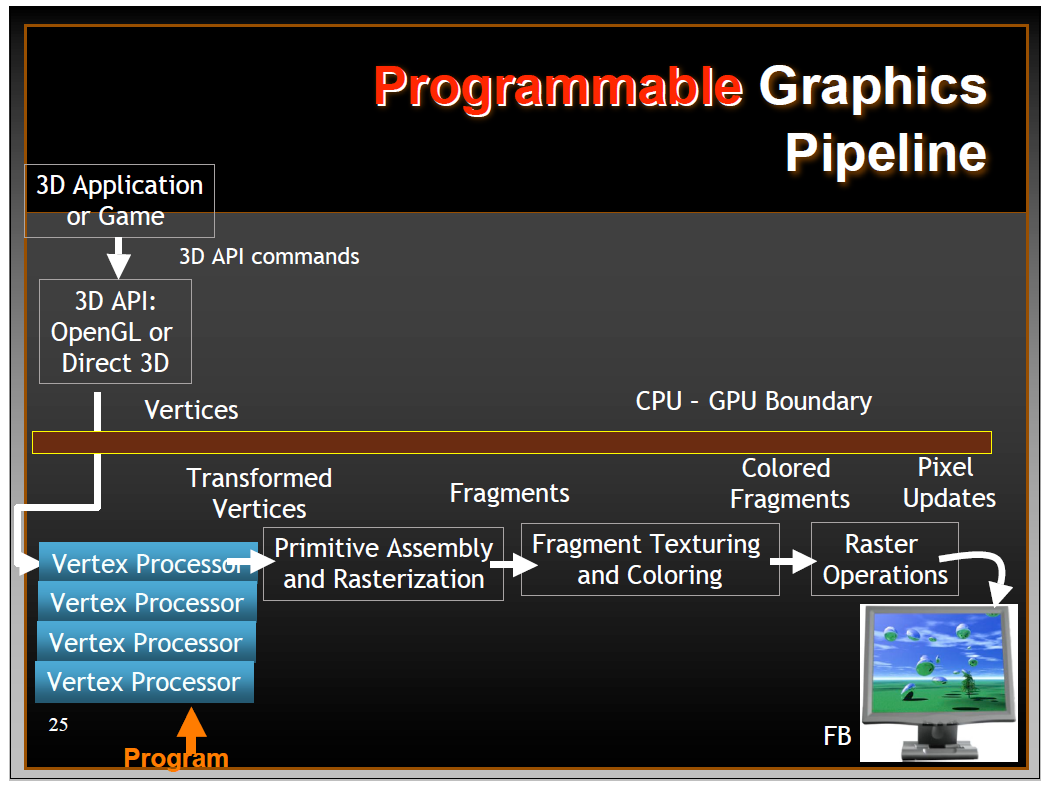 Programmable Graphics
Pipeline
3D Application
or Game
3D API commands
3D API:
OpenGL or
Direct 3D
Vertices
CPU – GPU Boundary
Transformed
Vertices
Fragments
Colored
Fragments
Pixel
Updates
Vertex Processor
Vertex Processor
Vertex Processor
Vertex Processor
Primitive Assembly
and Rasterization
Fragment Texturing
and Coloring
Raster
Operations
25
Program
FB